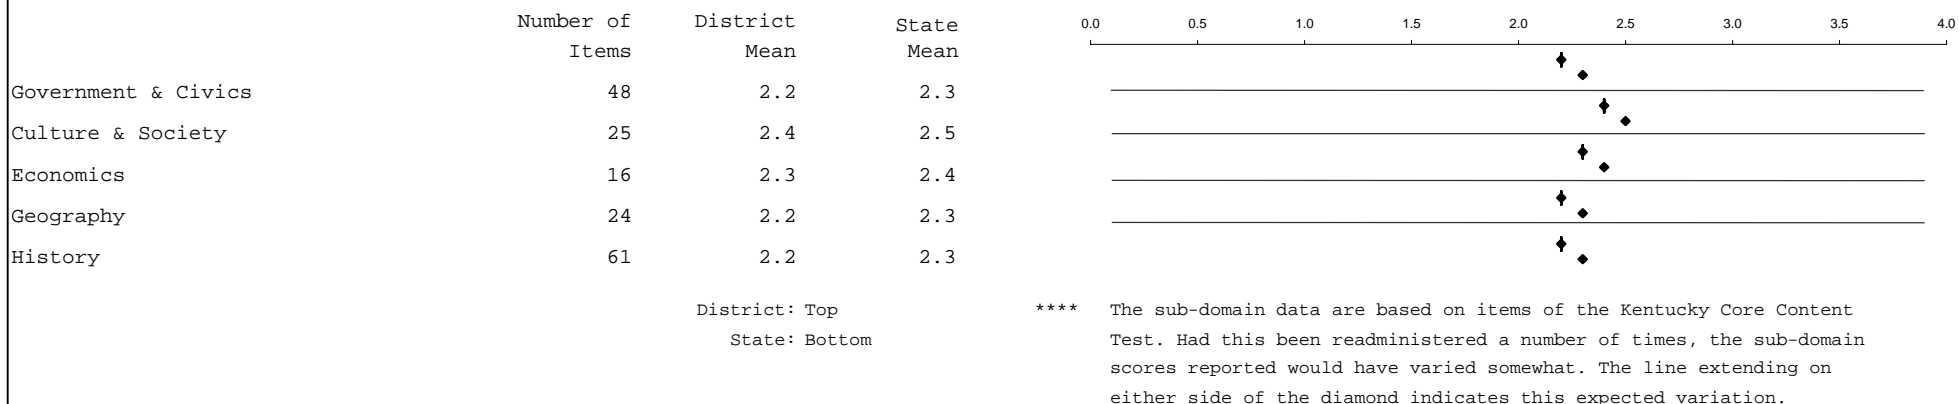 Number of District State 0.0 0.5 1.0 1.5 2.0 2.5 3.0 3.5 4.0
Items Mean Mean
Government & Civics 48 2.2 2.3
Culture & Society 25 2.4 2.5
Economics 16 2.3 2.4
Geography 24 2.2 2.3
History 61 2.2 2.3
District: Top **** The sub-domain data are based on items of the Kentucky Core Content
State: Bottom Test. Had this been readministered a number of times, the sub-domain
scores reported would have varied somewhat. The line extending on
either side of the diamond indicates this expected variation.